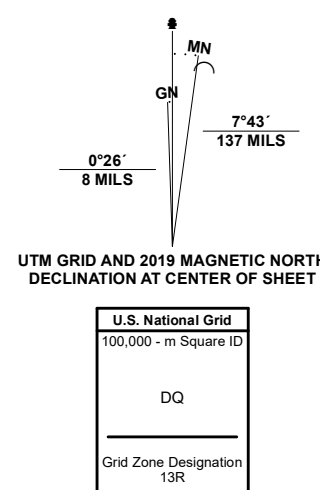 MN
GN
7°43´
137 MILS
0°26´
8 MILS
UTM GRID AND 2019 MAGNETIC NORTH
DECLINATION AT CENTER OF SHEET
U.S. National Grid
100,000 - m Square ID
DQ
Grid Zone Designation
13R